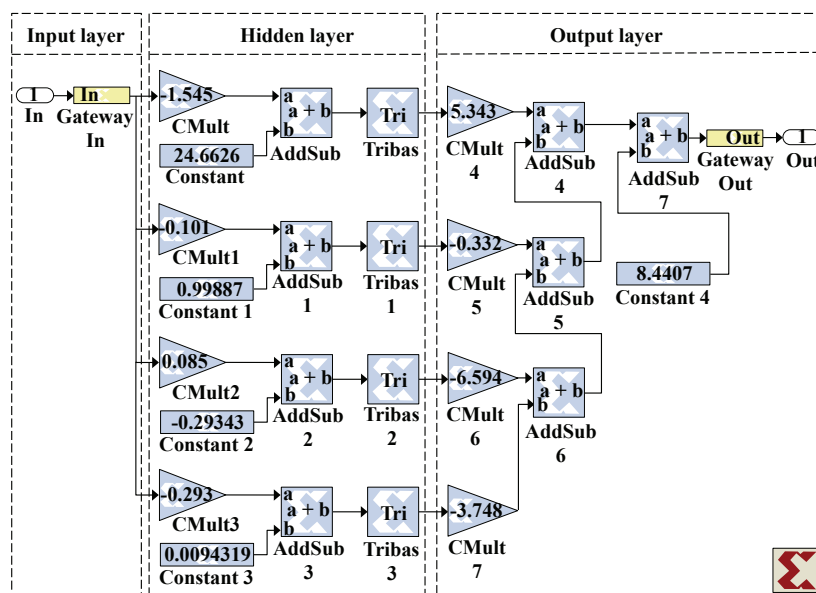 Input layer
Hidden layer
Output layer
1
In
In
Gateway
In
-1.545
CMult
24.6626
Constant
a
a + b
b
AddSub
Tri
Tribas
5.343
CMult
4
a
a + b
b
AddSub
4
a
a + b
b
AddSub
7
Out
Gateway
Out
1
Out
-0.101
CMult1
0.99887
Constant 1
a
a + b
b
AddSub
1
Tri
Tribas
1
-0.332
CMult
5
a
a + b
b
AddSub
5
8.4407
Constant 4
0.085
CMult2
-0.29343
Constant 2
a
a + b
b
AddSub
2
Tri
Tribas
2
-6.594
CMult
6
a
a + b
b
AddSub
6
-0.293
CMult3
0.0094319
Constant 3
a
a + b
b
AddSub
3
Tri
Tribas
3
-3.748
CMult
7